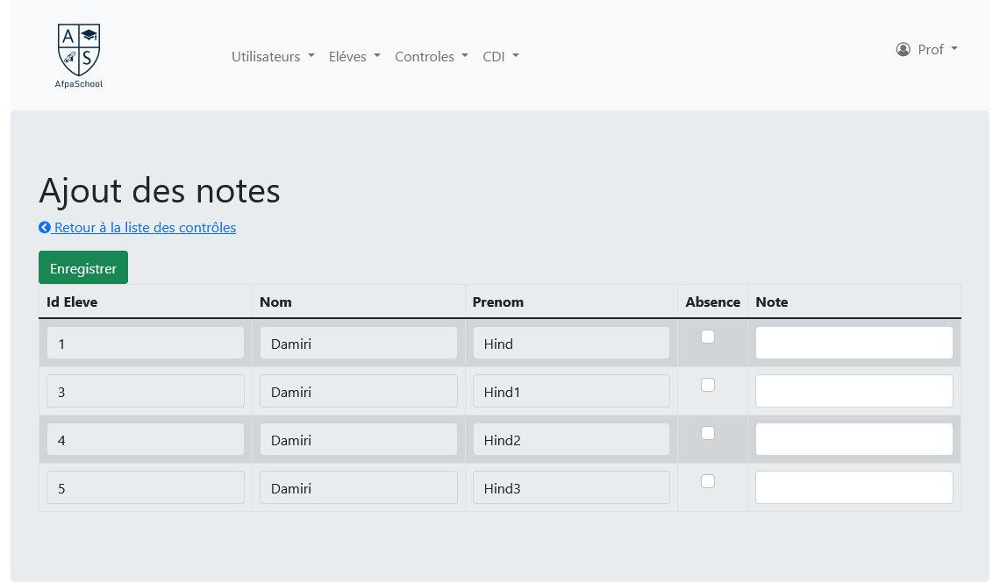 A
S
AfpaSchool
Utilisateurs Eléves Controles CDI
Prof
Ajout des notes
Retour à la liste des contrôles
Enregistrer
Id Eleve Nom Prenom Absence Note
1 Damiri Hind
3 Damiri Hind1
4 Damiri Hind2
5 Damiri Hind3